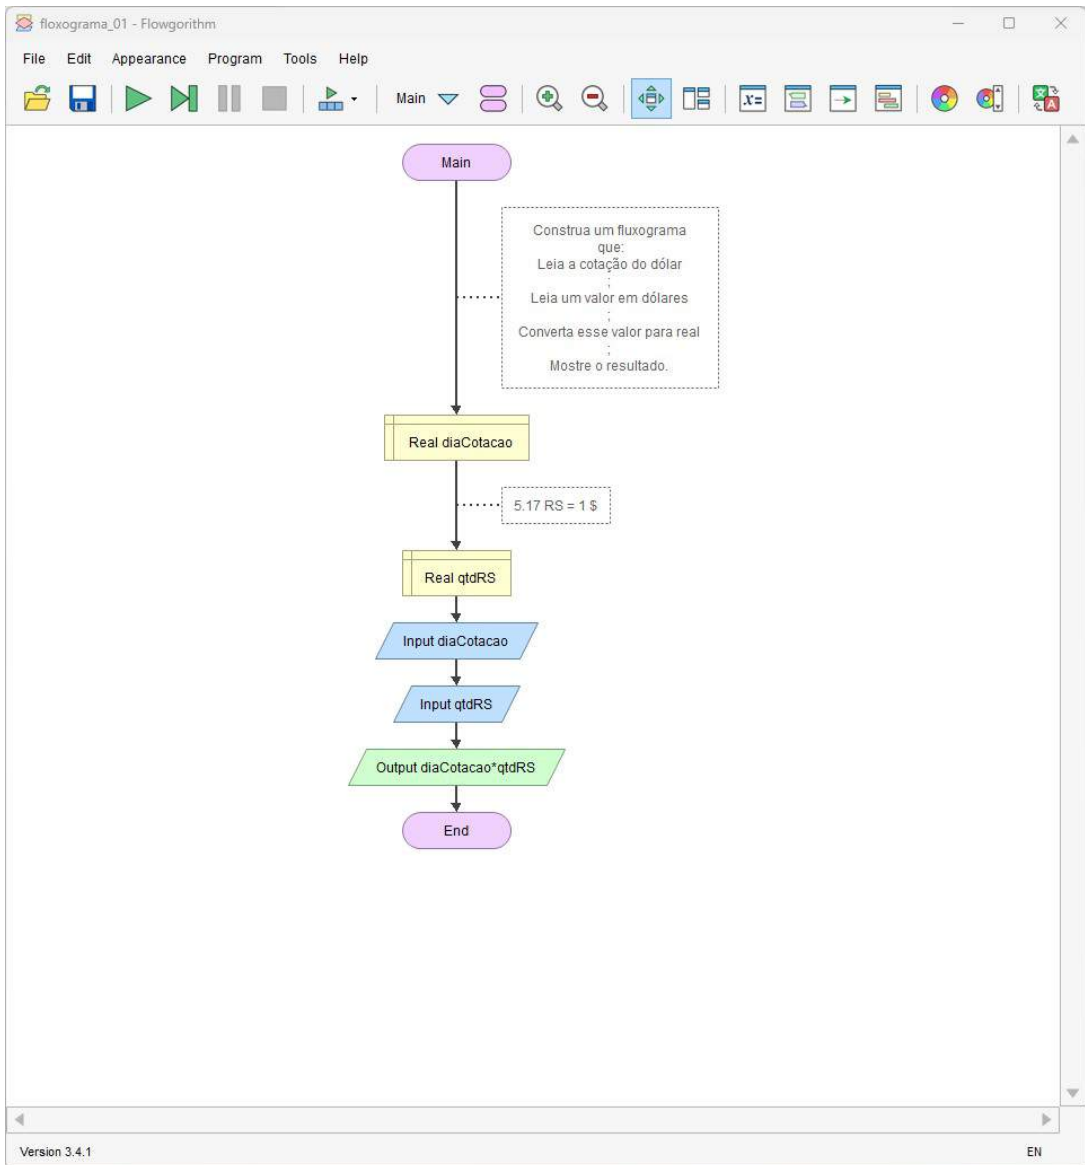 floxograma_01 - Flowgorithm
File Edit Appearance Program Tools Help
Main
x=
Main
Construa um fluxograma
que:
Leia a cotação do dólar
;
Leia um valor em dólares
;
Converta esse valor para real
;
Mostre o resultado.
Real diaCotacao
5.17 RS = 1 $
Real qtdRS
Input diaCotacao
Input qtdRS
Output diaCotacao*qtdRS
End
Version 3.4.1 EN